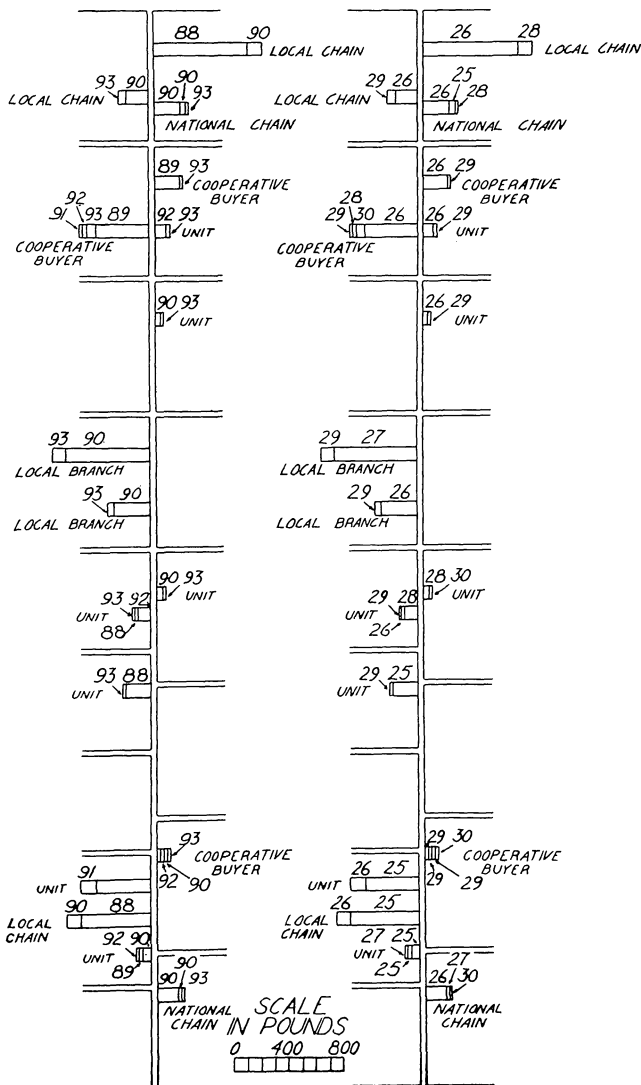 88 90
LOCAL CHAIN
93 90
LOCAL CHAIN
90 90 93
NATIONAL CHAIN
89 93
COOPERATIVE
BUYER
92
91 93 89
COOPERATIVE
BUYER
92 93
UNIT
90 93
UNIT
93 90
LOCAL BRANCH
93 90
LOCAL BRANCH
90 93
UNIT
93 92
UNIT
88
93 88
UNIT
93
COOPERATIVE
BUYER
92 90
91
UNIT
90 88
LOCAL
CHAIN
92 90
UNIT
89
90
90 93
NATIONAL
CHAIN
26 28
LOCAL CHAIN
29 26
LOCAL CHAIN
25
26 28
NATIONAL CHAIN
26 29
COOPERATIVE
BUYER
28
29 30 26
COOPERATIVE
BUYER
26 29
UNIT
26 29
UNIT
29 27
LOCAL BRANCH
29 26
LOCAL BRANCH
28 30
UNIT
29 28
UNIT
26
29 25
UNIT
29 30
COOPERATIVE
BUYER
29 29
26 25
UNIT
26 25
LOCAL
CHAIN
27 25
UNIT
25
27
26 30
NATIONAL
CHAIN
SCALE
IN POUNDS
0 400 800